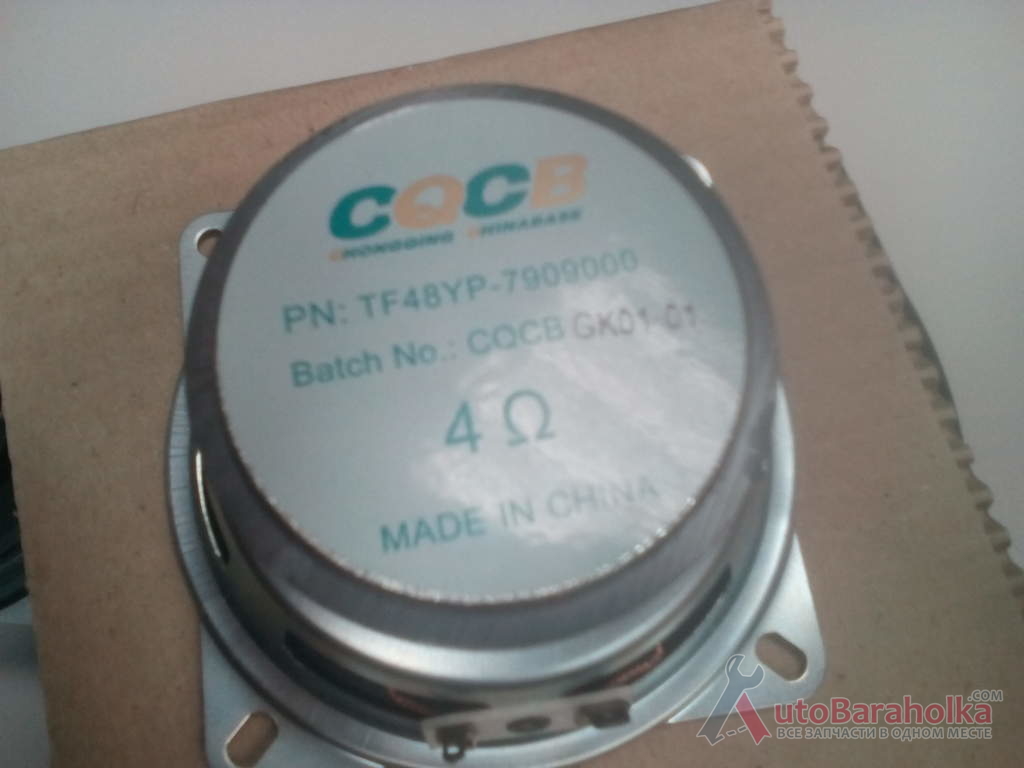 CQCB
CHONGQING CHINABASE
PN: TF48YP-7909000
Batch No.: CQCB GK01-01
4 Ω
MADE IN CHINA
AutoBaraholka.COM
ВСЕ ЗАПЧАСТИ В ОДНОМ МЕСТЕ